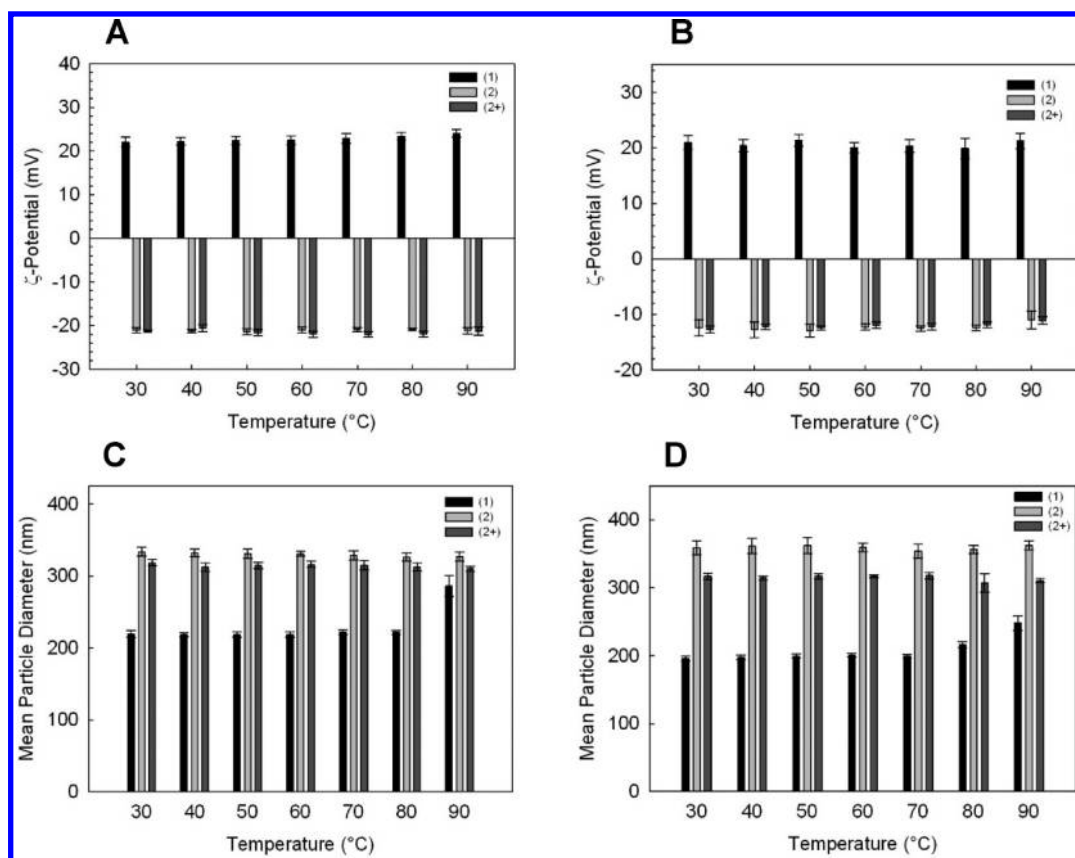 A
40
30
20
10
0
-10
-20
-30
ζ-Potential (mV)
(1)
(2)
(2+)
30 40 50 60 70 80 90
Temperature (°C)
B
30
20
10
0
-10
-20
ζ-Potential (mV)
(1)
(2)
(2+)
30 40 50 60 70 80 90
Temperature (°C)
C
400
300
200
100
0
Mean Particle Diameter (nm)
(1)
(2)
(2+)
30 40 50 60 70 80 90
Temperature (°C)
D
400
300
200
100
0
Mean Particle Diameter (nm)
(1)
(2)
(2+)
30 40 50 60 70 80 90
Temperature (°C)